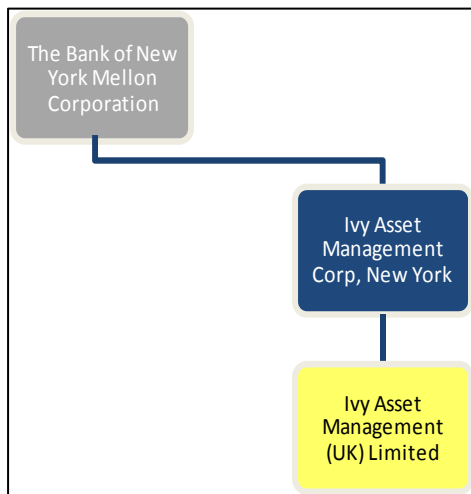 The Bank of New
York Mellon
Corporation
Ivy Asset
Management
Corp, New York
Ivy Asset
Management
(UK) Limited